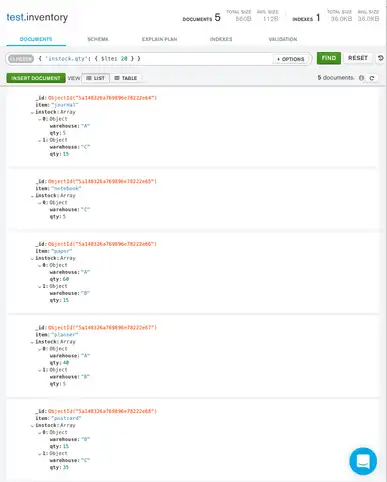 test.inventory
DOCUMENTS 5 TOTAL SIZE 560B AVG. SIZE 112B INDEXES 1 TOTAL SIZE 36.0KB AVG. SIZE 36.0KB
DOCUMENTS SCHEMA EXPLAIN PLAN INDEXES VALIDATION
FILTER { 'instock.qty': { $lte: 20 } } OPTIONS FIND RESET
INSERT DOCUMENT VIEW LIST TABLE 5 documents.
_id: ObjectId("5a148326a769896e78222e64")
item: "journal"
instock: Array
0: Object
warehouse: "A"
qty: 5
1: Object
warehouse: "C"
qty: 15
_id: ObjectId("5a148326a769896e78222e65")
item: "notebook"
instock: Array
0: Object
warehouse: "C"
qty: 5
_id: ObjectId("5a148326a769896e78222e66")
item: "paper"
instock: Array
0: Object
warehouse: "A"
qty: 60
1: Object
warehouse: "B"
qty: 15
_id: ObjectId("5a148326a769896e78222e67")
item: "planner"
instock: Array
0: Object
warehouse: "A"
qty: 40
1: Object
warehouse: "B"
qty: 5
_id: ObjectId("5a148326a769896e78222e68")
item: "postcard"
instock: Array
0: Object
warehouse: "B"
qty: 15
1: Object
warehouse: "C"
qty: 35